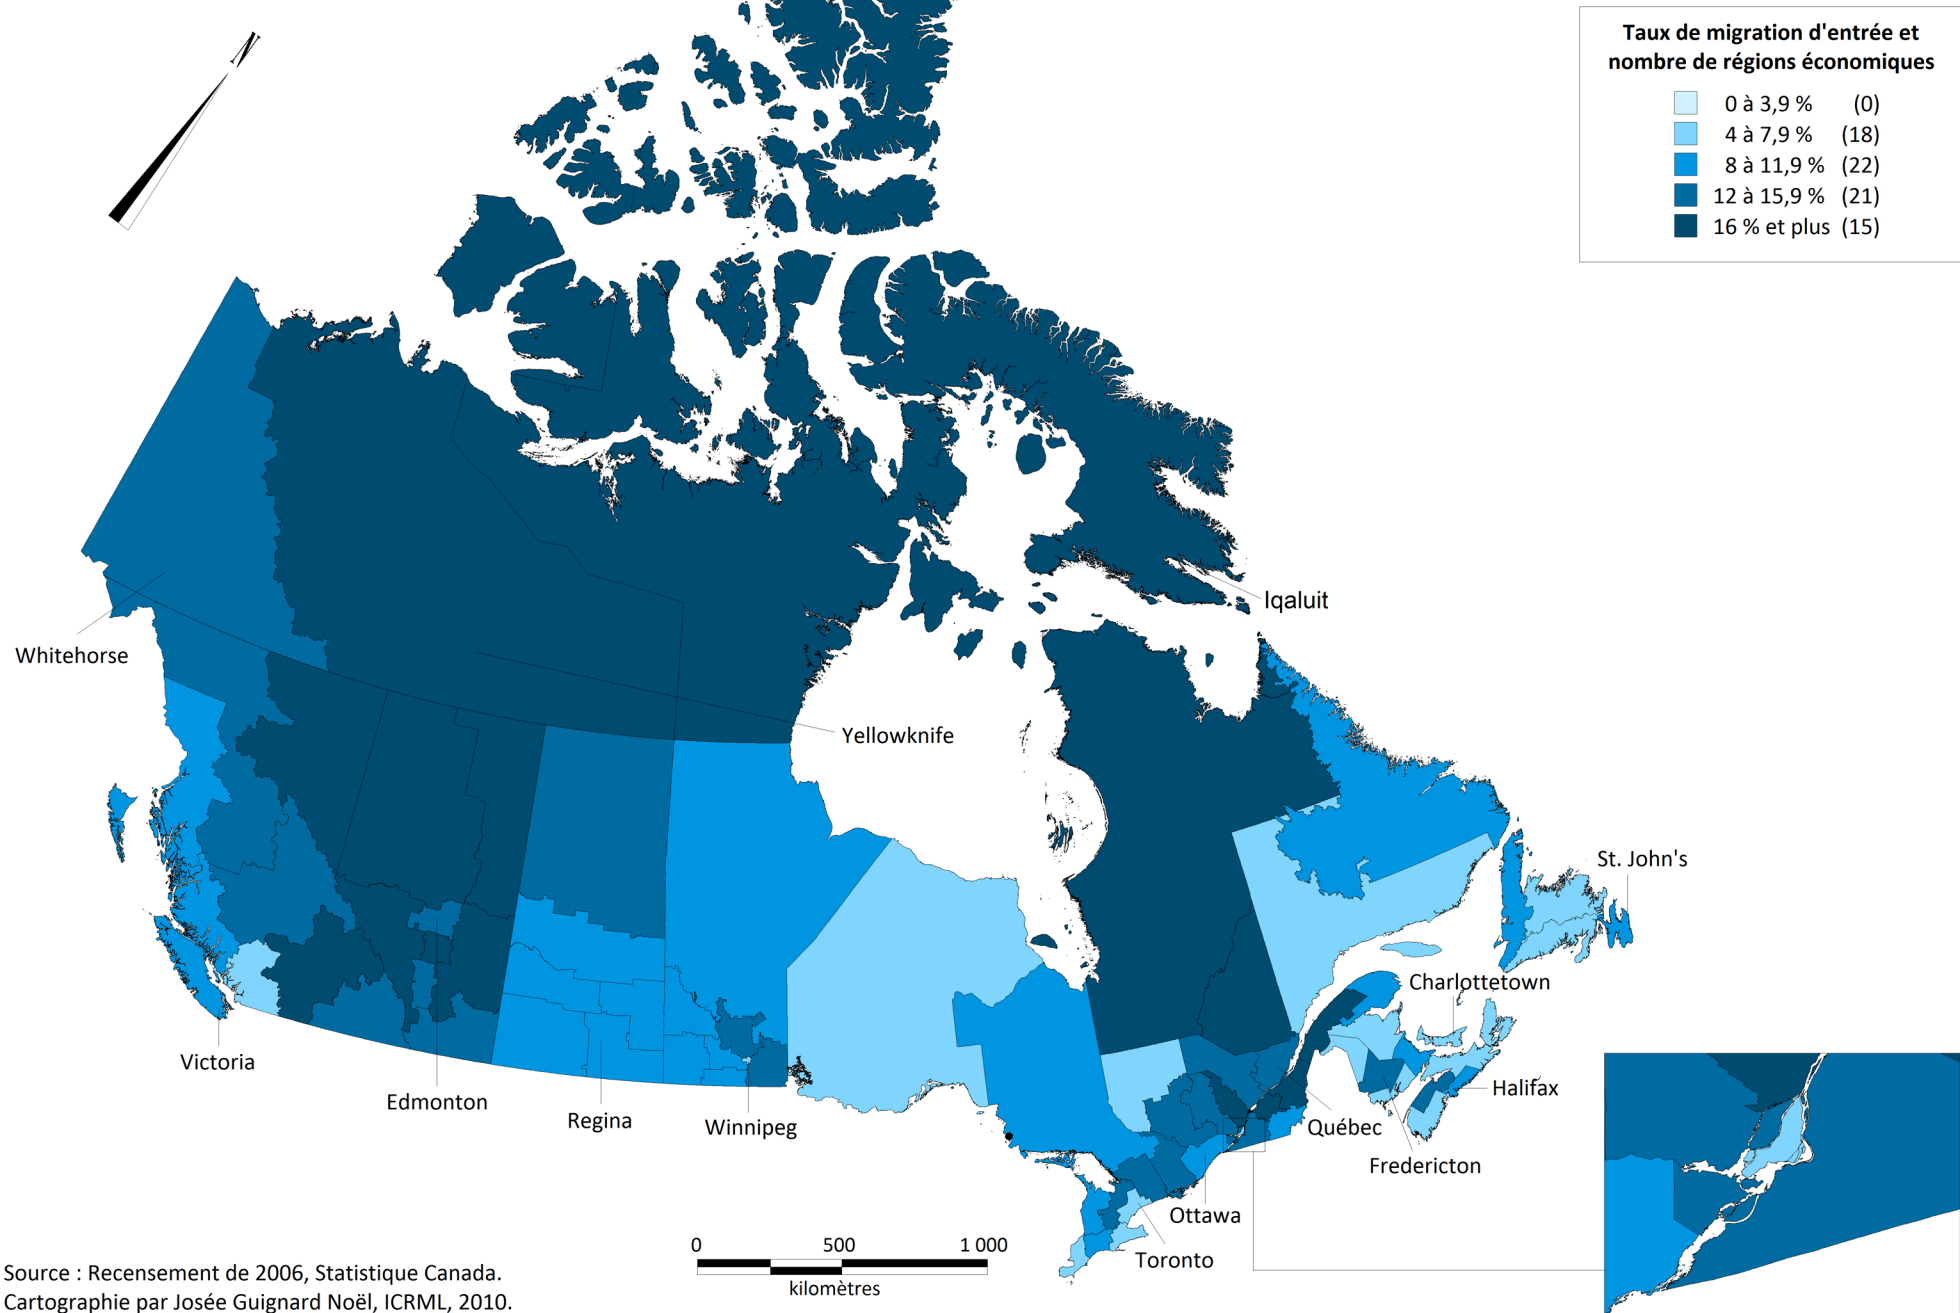 Taux de migration d'entrée et
nombre de régions économiques
0 à 3,9 % (0)
4 à 7,9 % (18)
8 à 11,9 % (22)
12 à 15,9 % (21)
16 % et plus (15)
Iqaluit
Whitehorse
Yellowknife
St. John's
Charlottetown
Victoria
Edmonton
Halifax
Regina
Winnipeg
Québec
Fredericton
Ottawa
Toronto
0 500 1 000
kilomètres
Source : Recensement de 2006, Statistique Canada.
Cartographie par Josée Guignard Noël, ICRML, 2010.